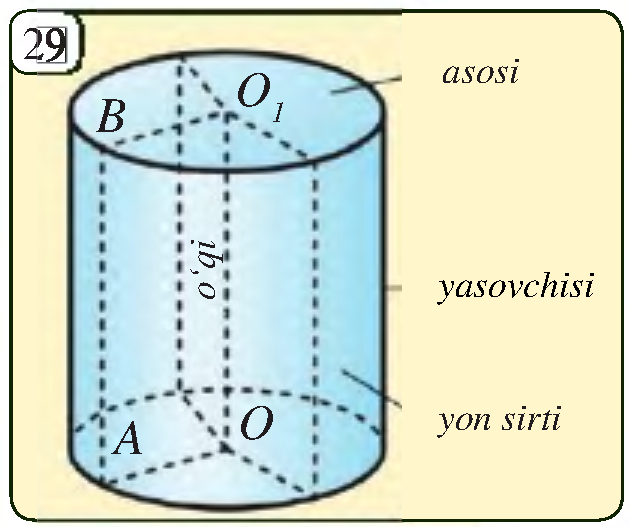 29
asosi
O₁
B
o‘qi
yasovchisi
yon sirti
A
O